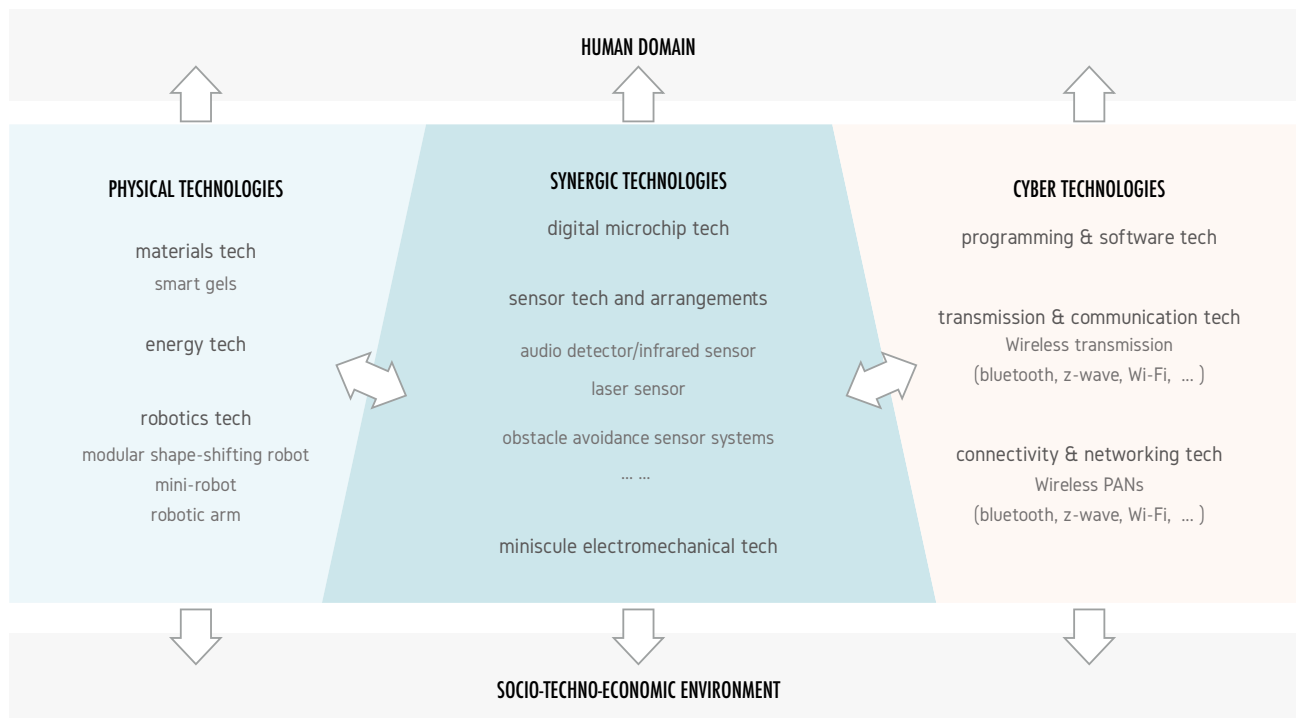 HUMAN DOMAIN
PHYSICAL TECHNOLOGIES
materials tech
smart gels
energy tech
robotics tech
modular shape-shifting robot
mini-robot
robotic arm
SYNERGIC TECHNOLOGIES
digital microchip tech
sensor tech and arrangements
audio detector/infrared sensor
laser sensor
obstacle avoidance sensor systems
... ...
miniscule electromechanical tech
CYBER TECHNOLOGIES
programming & software tech
transmission & communication tech
Wireless transmission
(bluetooth, z-wave, Wi-Fi, ... )
connectivity & networking tech
Wireless PANs
(bluetooth, z-wave, Wi-Fi, ... )
SOCIO-TECHNO-ECONOMIC ENVIRONMENT